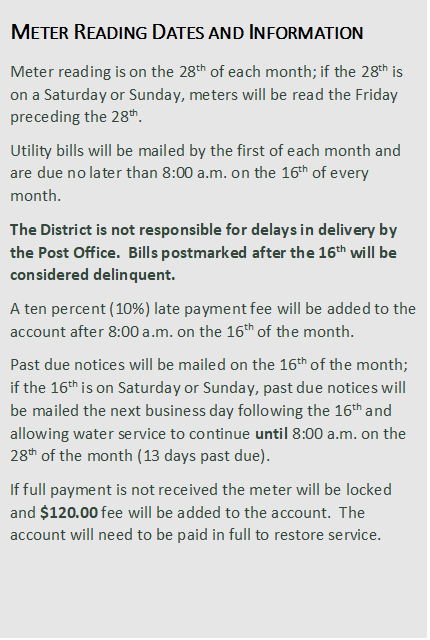 METER READING DATES AND INFORMATION
Meter reading is on the 28th of each month; if the 28th is
on a Saturday or Sunday, meters will be read the Friday
preceding the 28th.
Utility bills will be mailed by the first of each month and
are due no later than 8:00 a.m. on the 16th of every
month.
The District is not responsible for delays in delivery by
the Post Office.  Bills postmarked after the 16th will be
considered delinquent.
A ten percent (10%) late payment fee will be added to the
account after 8:00 a.m. on the 16th of the month.
Past due notices will be mailed on the 16th of the month;
if the 16th is on Saturday or Sunday, past due notices will
be mailed the next business day following the 16th and
allowing water service to continue until 8:00 a.m. on the
28th of the month (13 days past due).
If full payment is not received the meter will be locked
and $120.00 fee will be added to the account.  The
account will need to be paid in full to restore service.